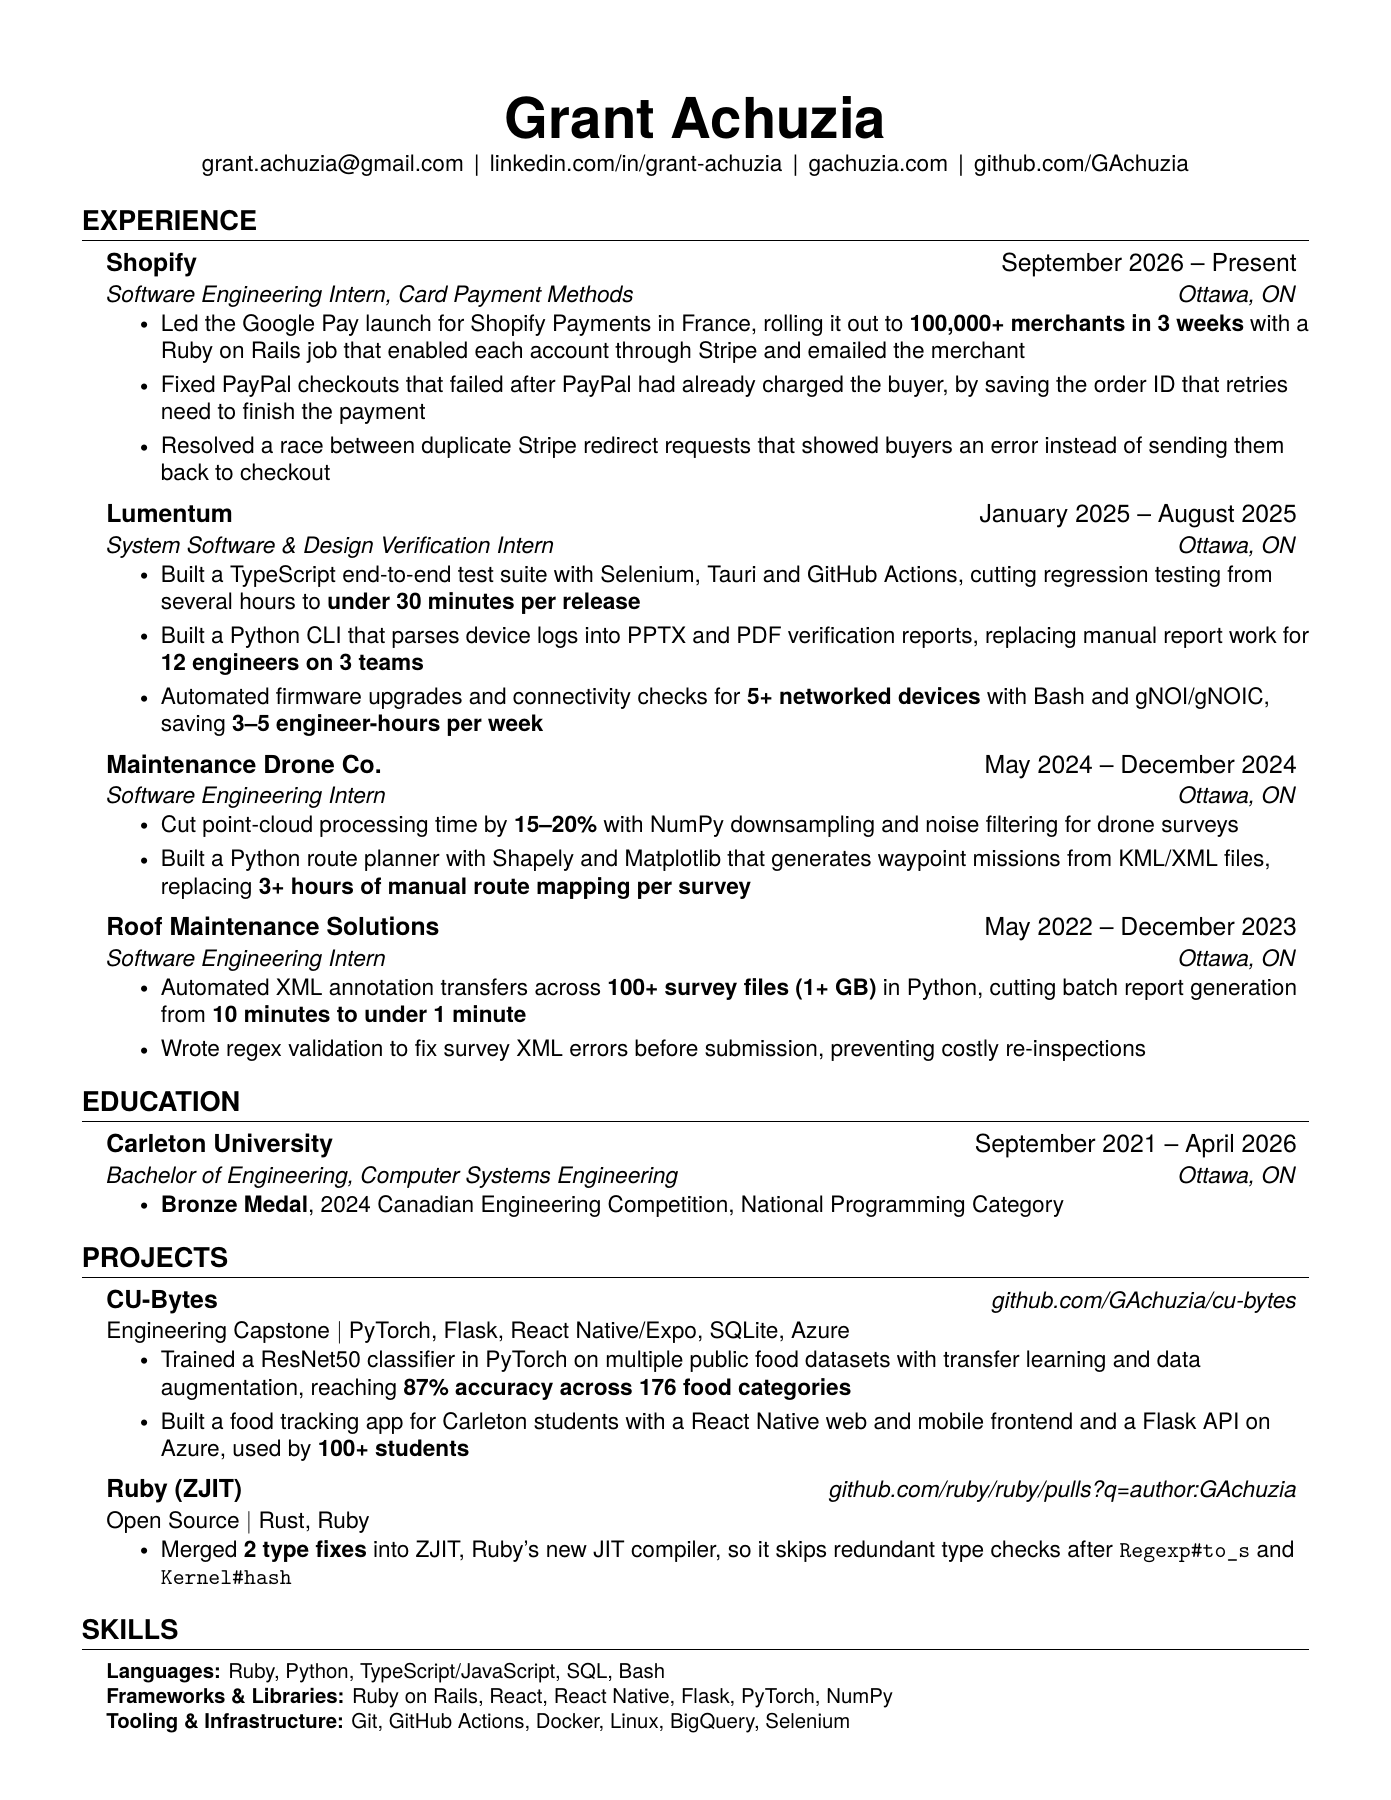 Grant Achuzia
grant.achuzia@gmail.com | linkedin.com/in/grant-achuzia | gachuzia.com | github.com/GAchuzia
EXPERIENCE
Shopify September 2026 – Present
Software Engineering Intern, Card Payment Methods Ottawa, ON
• Led the Google Pay launch for Shopify Payments in France, rolling it out to 100,000+ merchants in 3 weeks with a
Ruby on Rails job that enabled each account through Stripe and emailed the merchant
• Fixed PayPal checkouts that failed after PayPal had already charged the buyer, by saving the order ID that retries
need to finish the payment
• Resolved a race between duplicate Stripe redirect requests that showed buyers an error instead of sending them
back to checkout
Lumentum January 2025 – August 2025
System Software & Design Verification Intern Ottawa, ON
• Built a TypeScript end-to-end test suite with Selenium, Tauri and GitHub Actions, cutting regression testing from
several hours to under 30 minutes per release
• Built a Python CLI that parses device logs into PPTX and PDF verification reports, replacing manual report work for
12 engineers on 3 teams
• Automated firmware upgrades and connectivity checks for 5+ networked devices with Bash and gNOI/gNOIC,
saving 3–5 engineer-hours per week
Maintenance Drone Co. May 2024 – December 2024
Software Engineering Intern Ottawa, ON
• Cut point-cloud processing time by 15–20% with NumPy downsampling and noise filtering for drone surveys
• Built a Python route planner with Shapely and Matplotlib that generates waypoint missions from KML/XML files,
replacing 3+ hours of manual route mapping per survey
Roof Maintenance Solutions May 2022 – December 2023
Software Engineering Intern Ottawa, ON
• Automated XML annotation transfers across 100+ survey files (1+ GB) in Python, cutting batch report generation
from 10 minutes to under 1 minute
• Wrote regex validation to fix survey XML errors before submission, preventing costly re-inspections
EDUCATION
Carleton University September 2021 – April 2026
Bachelor of Engineering, Computer Systems Engineering Ottawa, ON
• Bronze Medal, 2024 Canadian Engineering Competition, National Programming Category
PROJECTS
CU-Bytes github.com/GAchuzia/cu-bytes
Engineering Capstone | PyTorch, Flask, React Native/Expo, SQLite, Azure
• Trained a ResNet50 classifier in PyTorch on multiple public food datasets with transfer learning and data
augmentation, reaching 87% accuracy across 176 food categories
• Built a food tracking app for Carleton students with a React Native web and mobile frontend and a Flask API on
Azure, used by 100+ students
Ruby (ZJIT) github.com/ruby/ruby/pulls?q=author:GAchuzia
Open Source | Rust, Ruby
• Merged 2 type fixes into ZJIT, Ruby's new JIT compiler, so it skips redundant type checks after Regexp#to_s and
Kernel#hash
SKILLS
Languages: Ruby, Python, TypeScript/JavaScript, SQL, Bash
Frameworks & Libraries: Ruby on Rails, React, React Native, Flask, PyTorch, NumPy
Tooling & Infrastructure: Git, GitHub Actions, Docker, Linux, BigQuery, Selenium